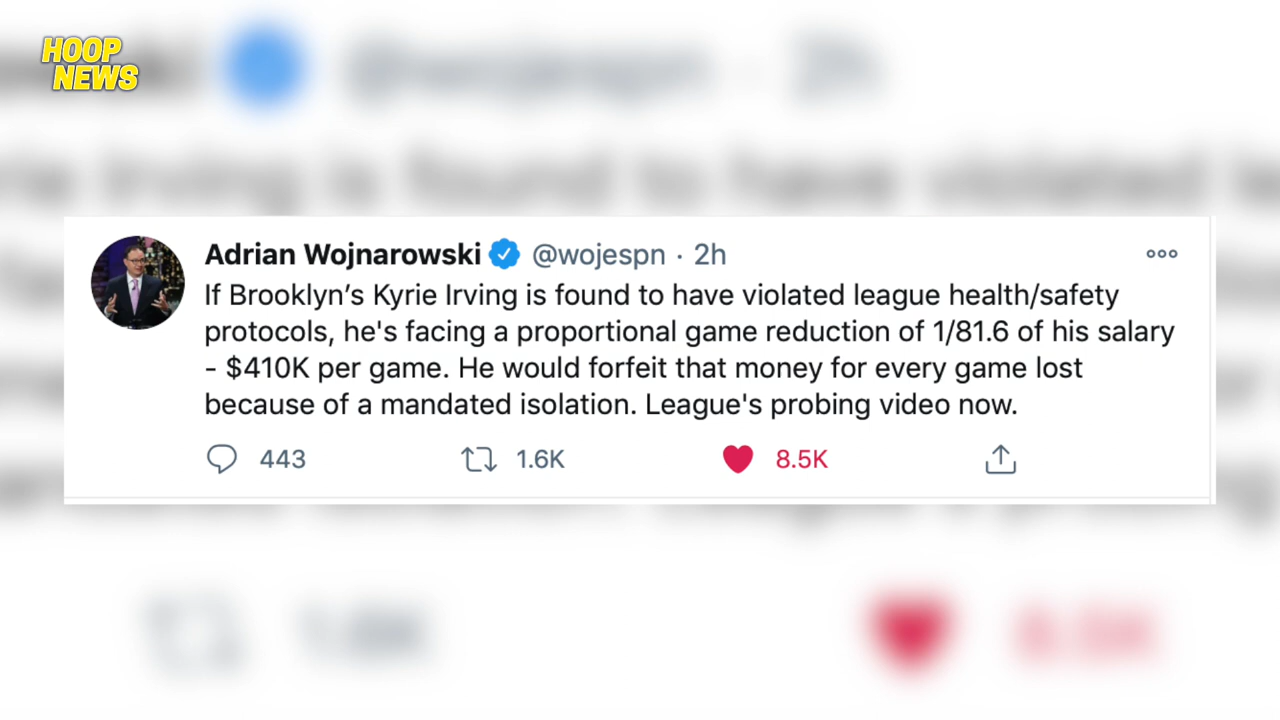 HOOP
NEWS
Adrian Wojnarowski @wojespn · 2h
If Brooklyn’s Kyrie Irving is found to have violated league health/safety
protocols, he's facing a proportional game reduction of 1/81.6 of his salary
- $410K per game. He would forfeit that money for every game lost
because of a mandated isolation. League's probing video now.
443 1.6K 8.5K